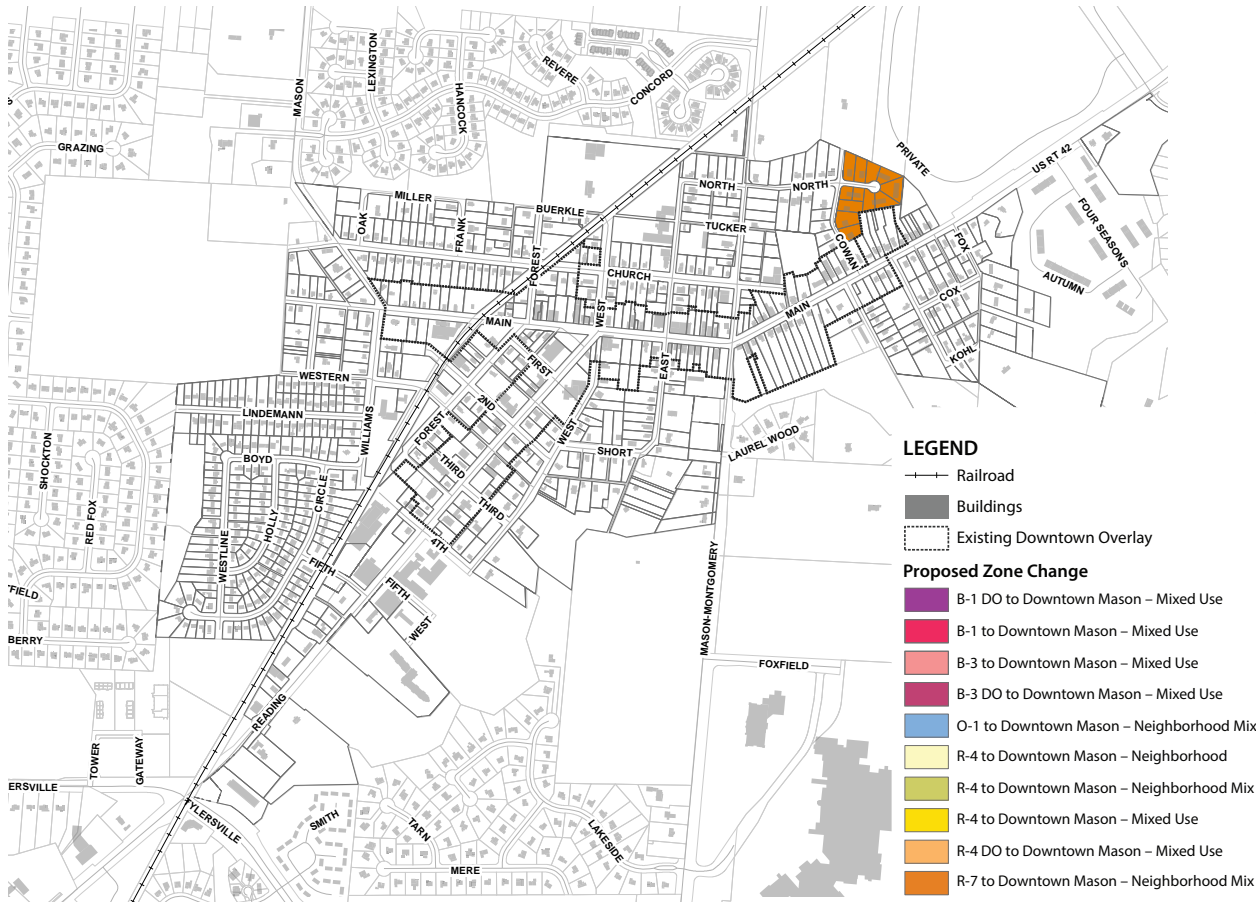 MASON
LEXINGTON
HANCOCK
REVERE
CONCORD
GRAZING
PRIVATE
US RT 42
FOUR SEASONS
AUTUMN
NORTH
NORTH
MILLER
OAK
FRANK
BUERKLE
TUCKER
COWAN
FOX
COX
KOHL
FOREST
CHURCH
MAIN
WEST
MAIN
EAST
FIRST
2ND
WESTERN
LINDEMANN
WILLIAMS
FOREST
WEST
SHORT
LAUREL WOOD
SHOCKTON
RED FOX
BOYD
CIRCLE
HOLLY
WESTLINE
THIRD
THIRD
4TH
FIFTH
FIFTH
WEST
TFIELD
BERRY
MASON-MONTGOMERY
FOXFIELD
READING
TOWER
GATEWAY
ERSVILLE
TYLERSVILLE
SMITH
TARN
MERE
LAKESIDE
LEGEND
Railroad
Buildings
Existing Downtown Overlay
Proposed Zone Change
B-1 DO to Downtown Mason – Mixed Use
B-1 to Downtown Mason – Mixed Use
B-3 to Downtown Mason – Mixed Use
B-3 DO to Downtown Mason – Mixed Use
O-1 to Downtown Mason – Neighborhood Mix
R-4 to Downtown Mason – Neighborhood
R-4 to Downtown Mason – Neighborhood Mix
R-4 to Downtown Mason – Mixed Use
R-4 DO to Downtown Mason – Mixed Use
R-7 to Downtown Mason – Neighborhood Mix